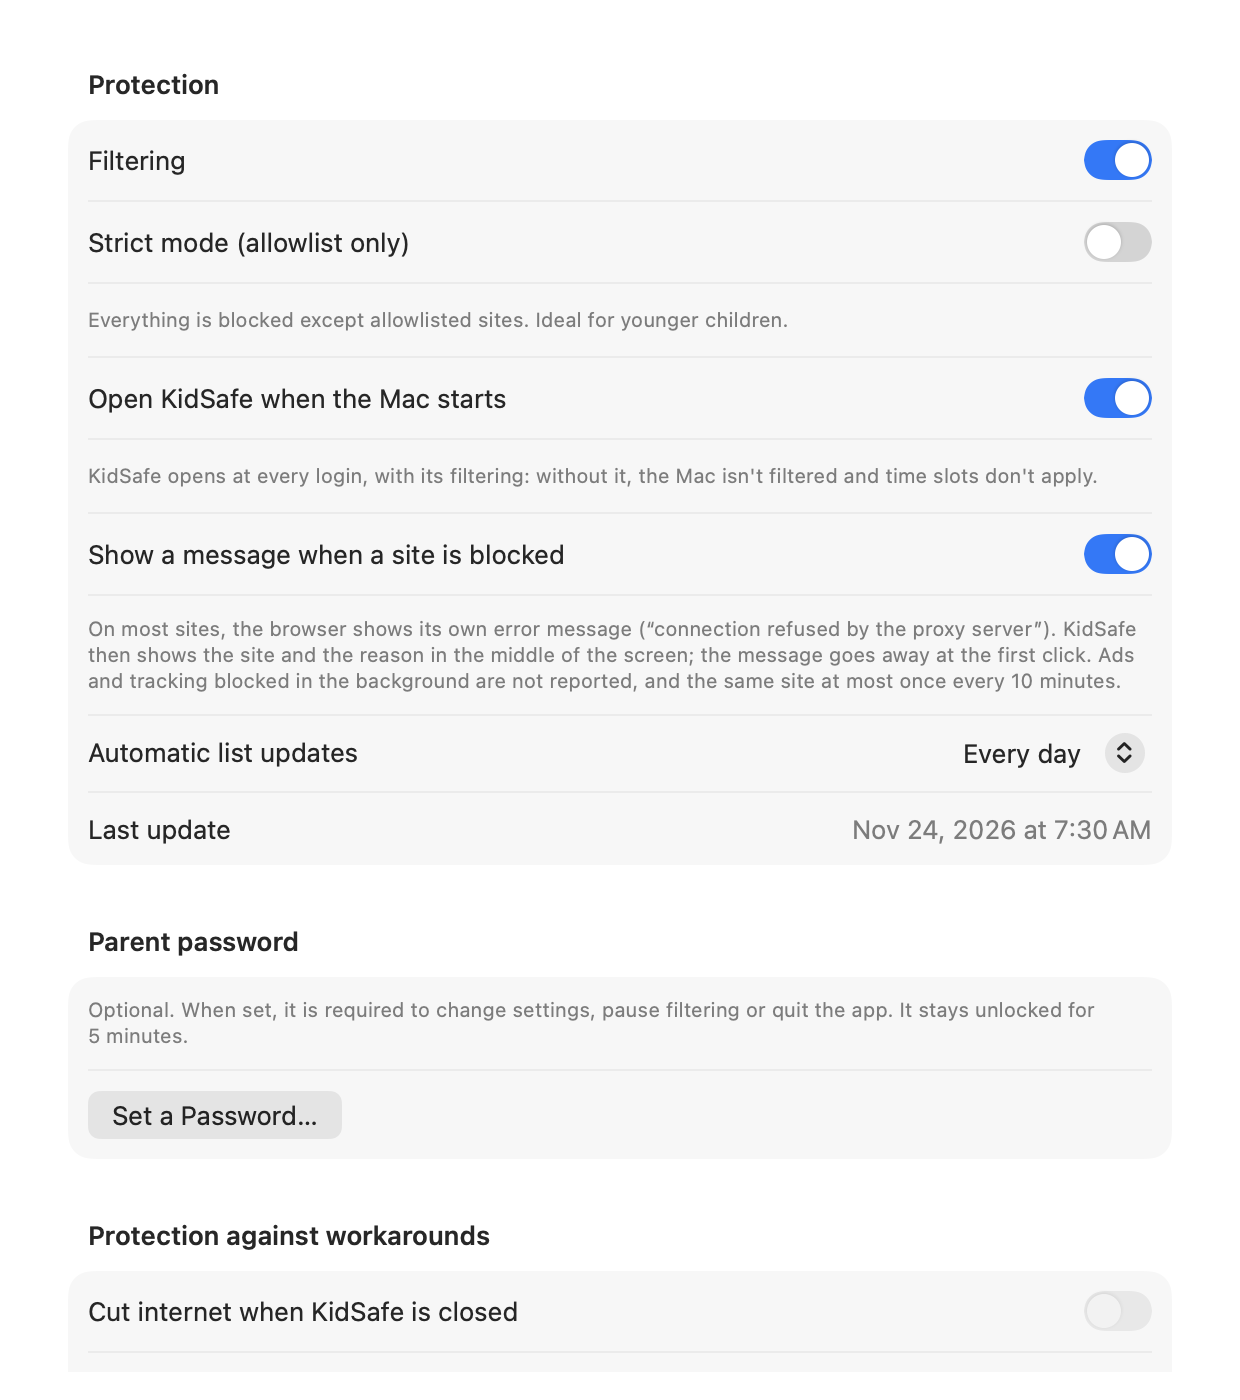 Protection
Filtering
Strict mode (allowlist only)
Everything is blocked except allowlisted sites. Ideal for younger children.
Open KidSafe when the Mac starts
KidSafe opens at every login, with its filtering: without it, the Mac isn't filtered and time slots don't apply.
Show a message when a site is blocked
On most sites, the browser shows its own error message (“connection refused by the proxy server”). KidSafe
then shows the site and the reason in the middle of the screen; the message goes away at the first click. Ads
and tracking blocked in the background are not reported, and the same site at most once every 10 minutes.
Automatic list updates Every day
Last update Nov 24, 2026 at 7:30 AM
Parent password
Optional. When set, it is required to change settings, pause filtering or quit the app. It stays unlocked for
5 minutes.
Set a Password...
Protection against workarounds
Cut internet when KidSafe is closed